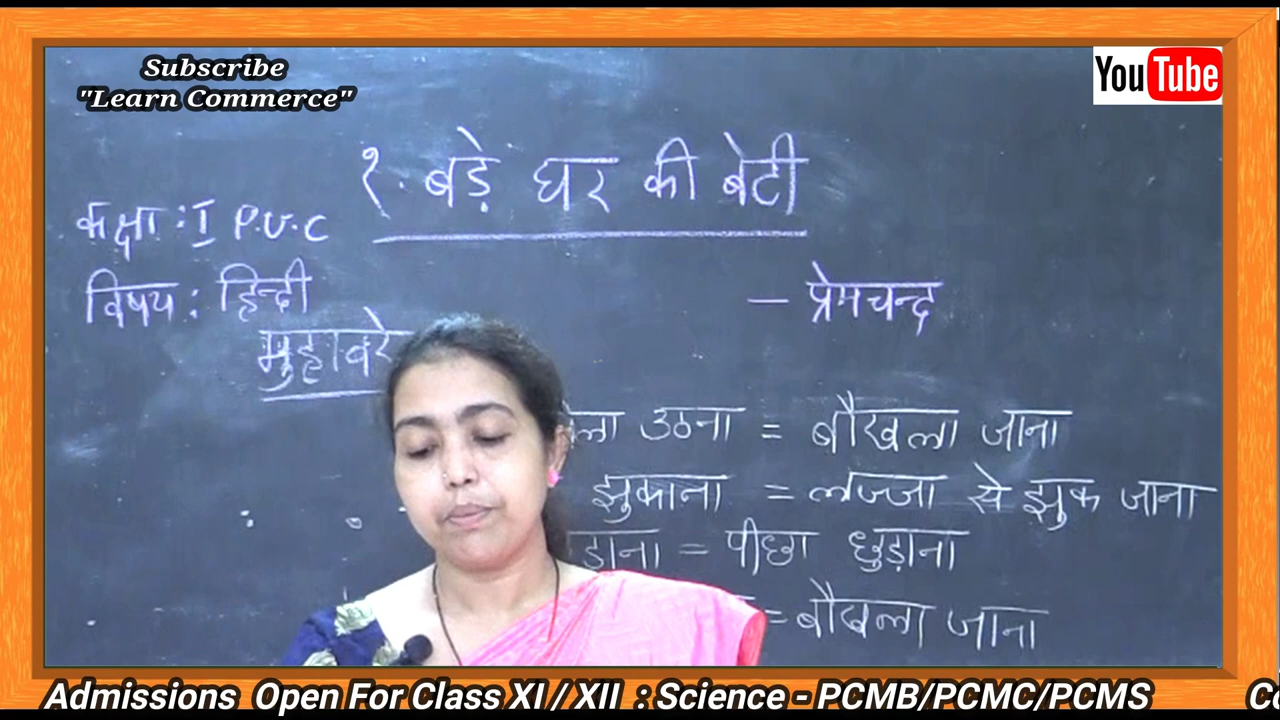 Subscribe
"Learn Commerce"
YouTube
१. बड़े घर की बेटी
कक्षा : I P.U.C
विषय : हिन्दी
- प्रेमचन्द
मुहावरे
उठना = बौखला जाना
झुकाना = लज्जा से झुक जाना
= पीछा छुड़ाना
= बौखला जाना
Admissions Open For Class XI / XII : Science - PCMB/PCMC/PCMS